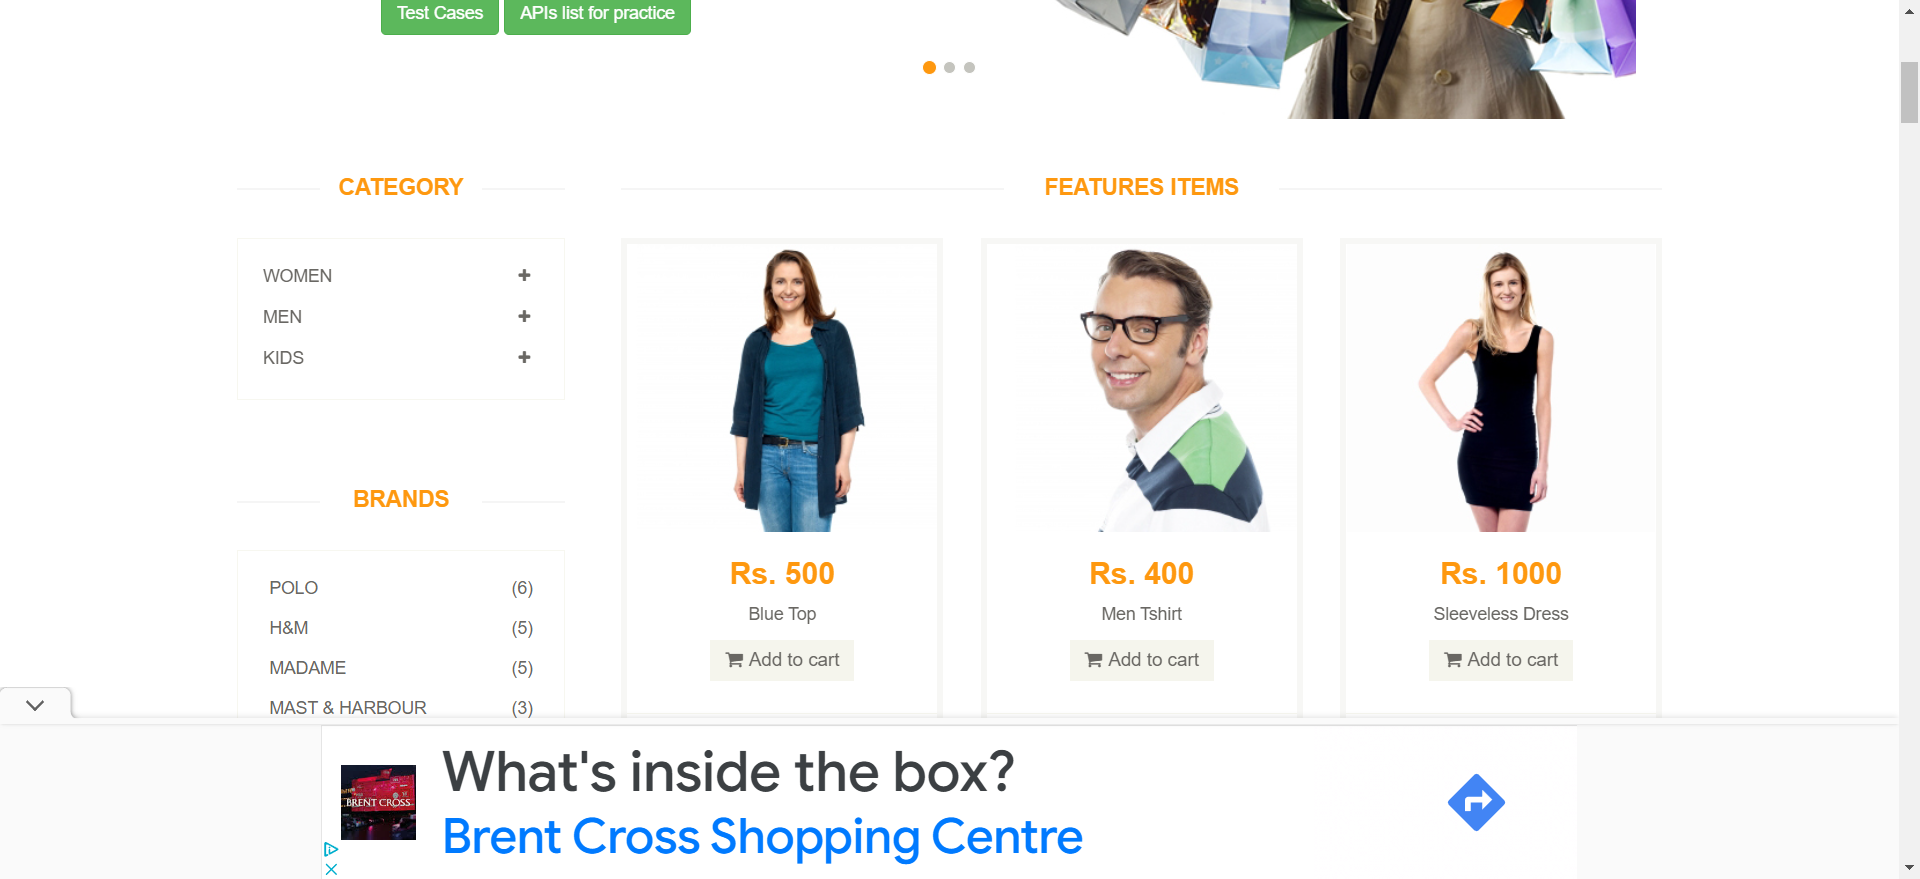 Test Cases
APIs list for practice
CATEGORY
WOMEN
MEN
KIDS
BRANDS
POLO (6)
H&M (5)
MADAME (5)
MAST & HARBOUR (3)
FEATURES ITEMS
Rs. 500
Blue Top
Add to cart
Rs. 400
Men Tshirt
Add to cart
Rs. 1000
Sleeveless Dress
Add to cart
BRENT CROSS
What's inside the box?
Brent Cross Shopping Centre